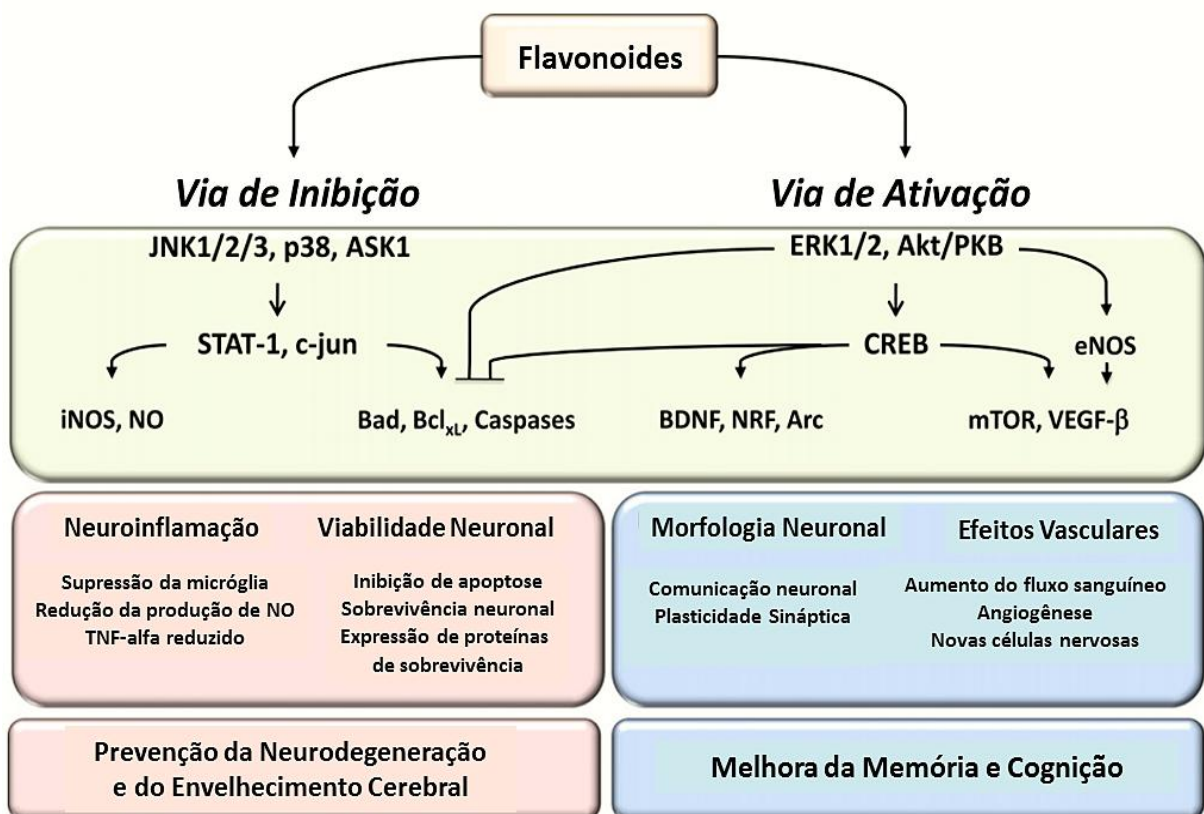 Flavonoides
Via de Inibição
Via de Ativação
JNK1/2/3, p38, ASK1
ERK1/2, Akt/PKB
STAT-1, c-jun
CREB
eNOS
iNOS, NO
Bad, BclxL, Caspases
BDNF, NRF, Arc
mTOR, VEGF-β
Neuroinflamação
Supressão da micróglia
Redução da produção de NO
TNF-alfa reduzido
Viabilidade Neuronal
Inibição de apoptose
Sobrevivência neuronal
Expressão de proteínas
de sobrevivência
Morfologia Neuronal
Comunicação neuronal
Plasticidade Sináptica
Efeitos Vasculares
Aumento do fluxo sanguíneo
Angiogênese
Novas células nervosas
Prevenção da Neurodegeneração
e do Envelhecimento Cerebral
Melhora da Memória e Cognição